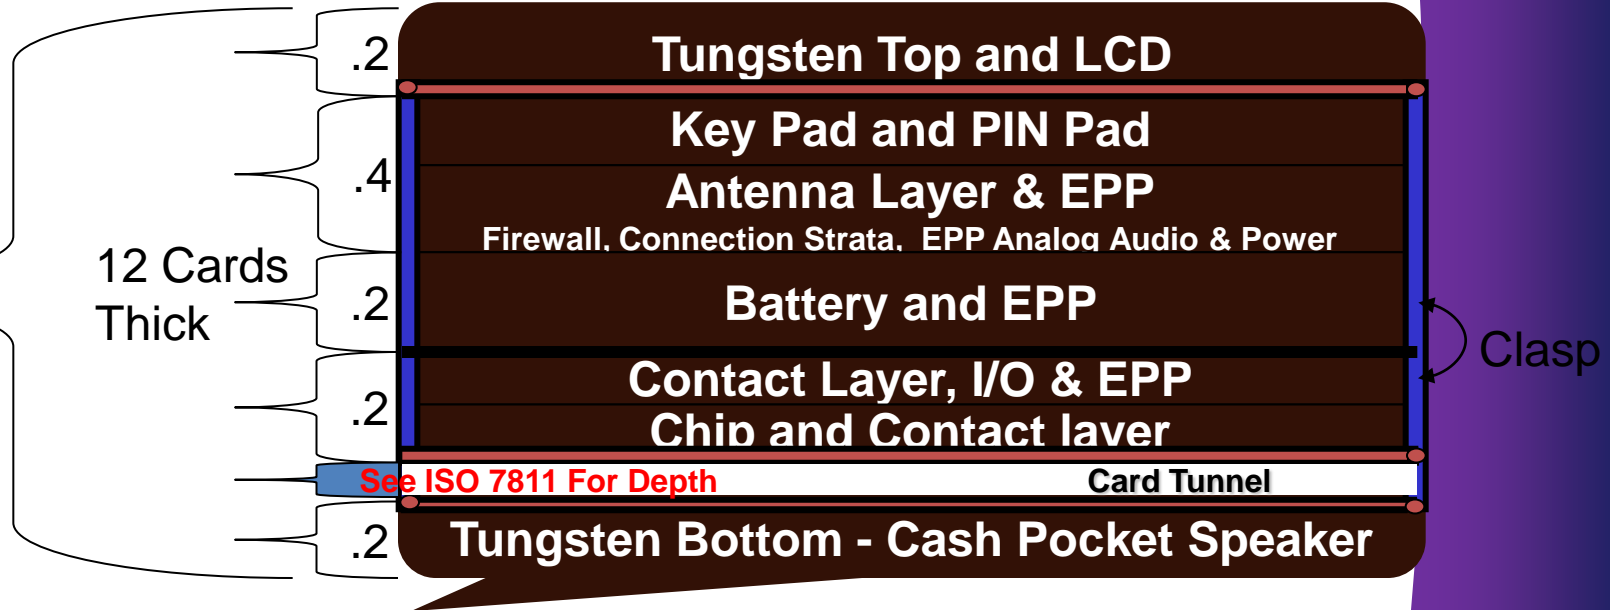 .2
Tungsten Top and LCD
Key Pad and PIN Pad
.4
Antenna Layer & EPP
Firewall, Connection Strata, EPP Analog Audio & Power
12 Cards
Thick
.2
Battery and EPP
Clasp
Contact Layer, I/O & EPP
.2
Chip and Contact layer
See ISO 7811 For Depth
Card Tunnel
.2
Tungsten Bottom - Cash Pocket Speaker